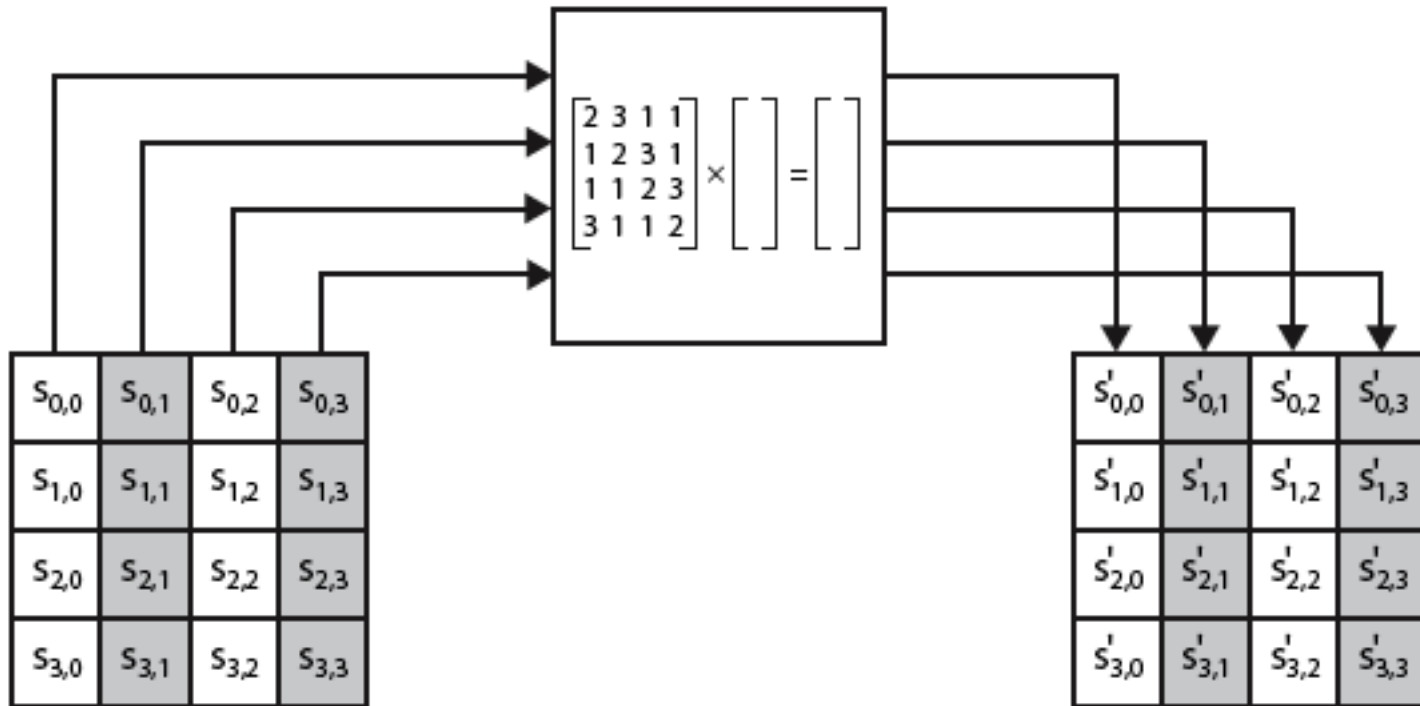 2 3 1 1
1 2 3 1
1 1 2 3
3 1 1 2
× =
S0,0 S0,1 S0,2 S0,3
S1,0 S1,1 S1,2 S1,3
S2,0 S2,1 S2,2 S2,3
S3,0 S3,1 S3,2 S3,3
S'0,0 S'0,1 S'0,2 S'0,3
S'1,0 S'1,1 S'1,2 S'1,3
S'2,0 S'2,1 S'2,2 S'2,3
S'3,0 S'3,1 S'3,2 S'3,3